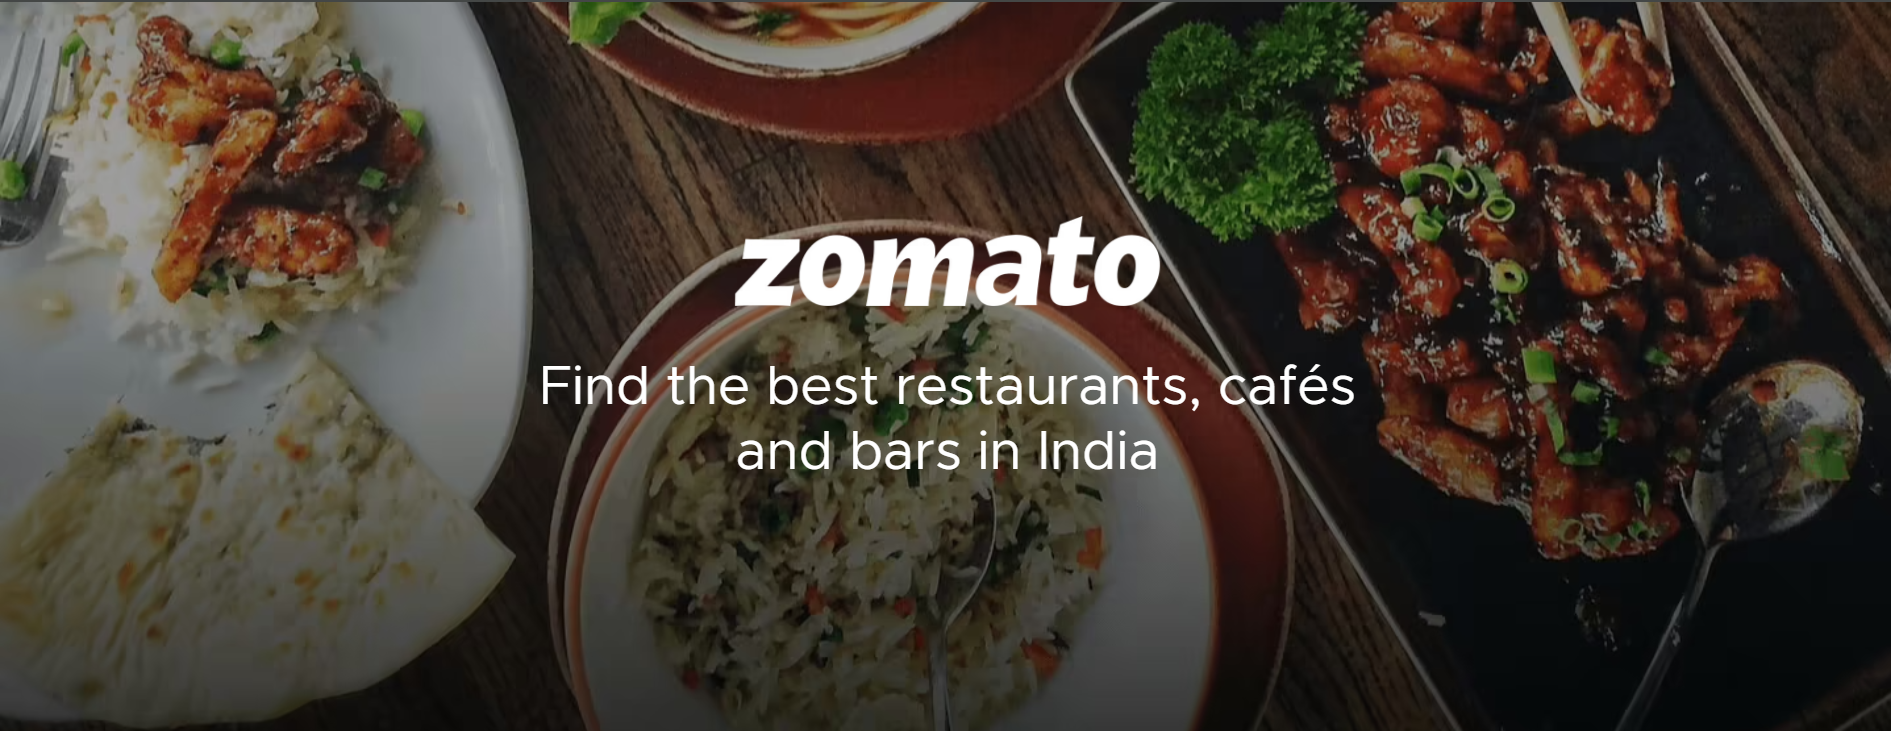 zomato
Find the best restaurants, cafés
and bars in India